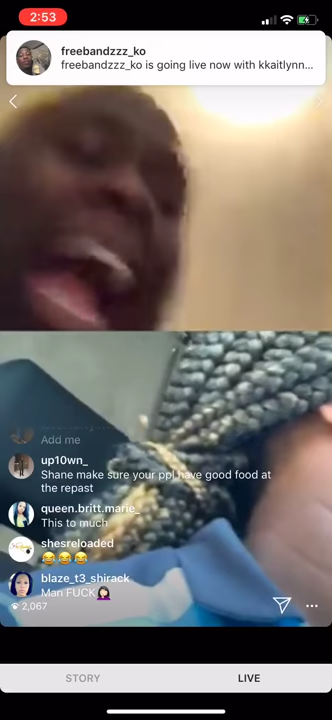 2:53
freebandzzz_ko
freebandzzz_ko is going live now with kkaitlynn...
Add me
up10wn_
Shane make sure your ppl have good food at
the repast
queen.britt.marie_
This to much
shesreloaded
😂😂😂
blaze_t3_shirack
Man FUCK🤦🏻‍♀️
2,067
STORY
LIVE